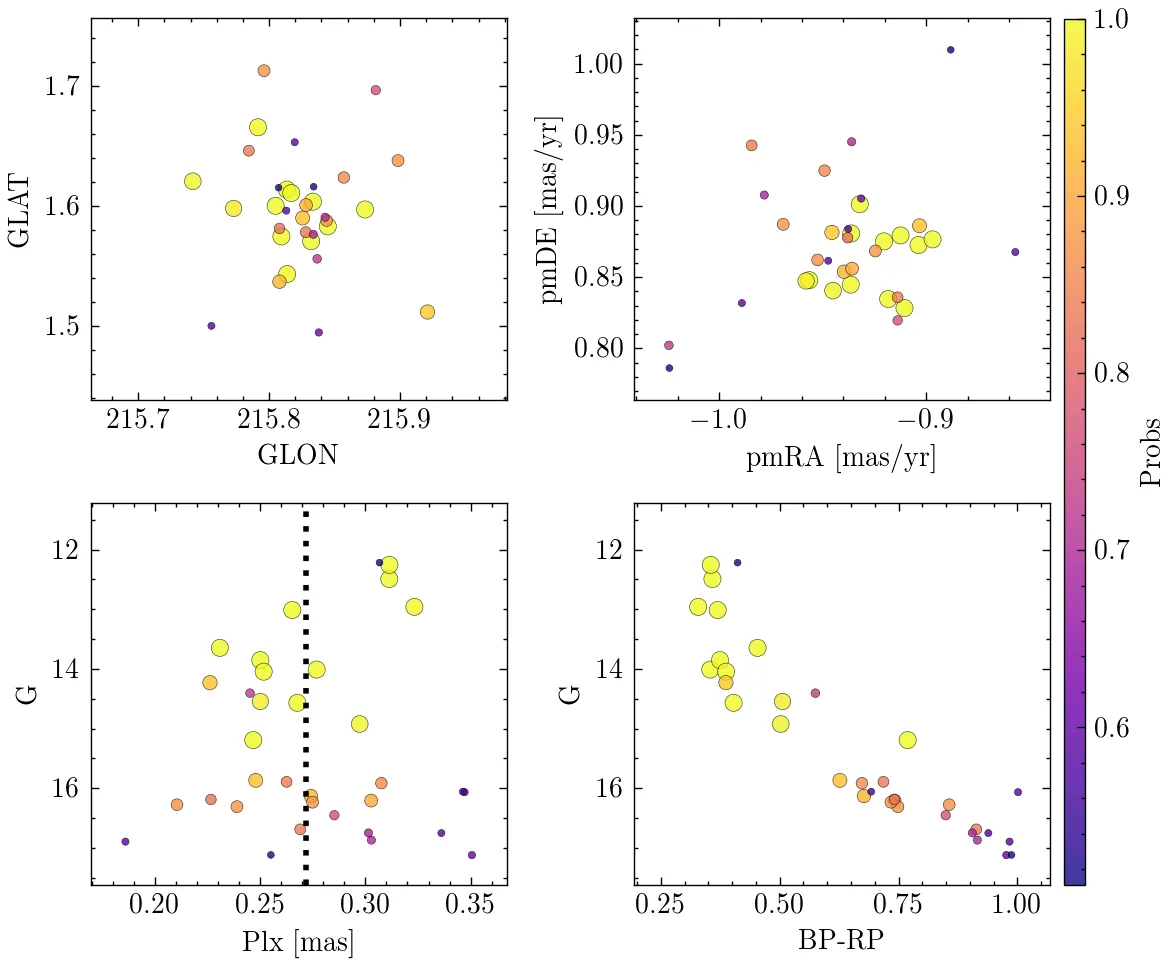 1.7
1.6
1.5
GLAT
215.7 215.8 215.9
GLON
1.00
0.95
0.90
0.85
0.80
pmDE [mas/yr]
−1.0 −0.9
pmRA [mas/yr]
12
14
16
G
0.20 0.25 0.30 0.35
Plx [mas]
12
14
16
G
0.25 0.50 0.75 1.00
BP-RP
1.0
0.9
0.8
0.7
0.6
Probs